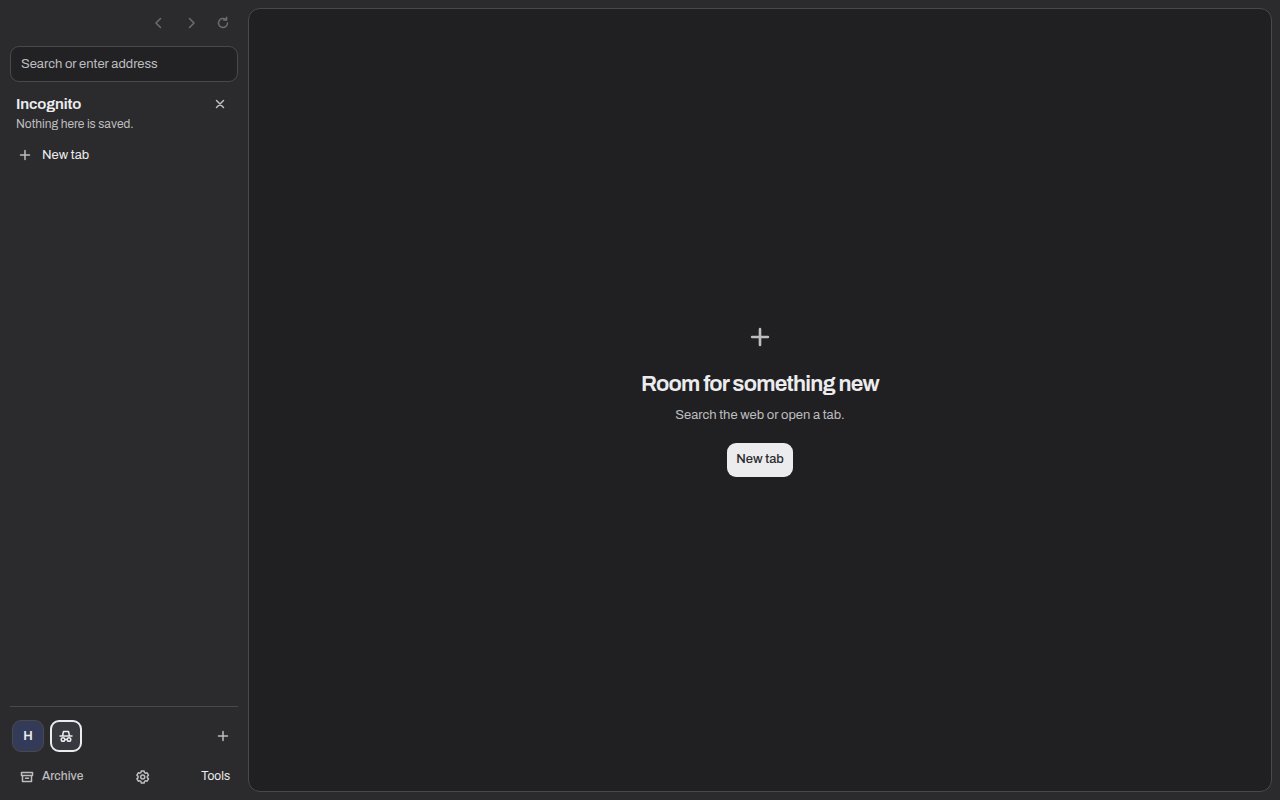 Search or enter address
Incognito
Nothing here is saved.
New tab
Room for something new
Search the web or open a tab.
New tab
H
Archive
Tools